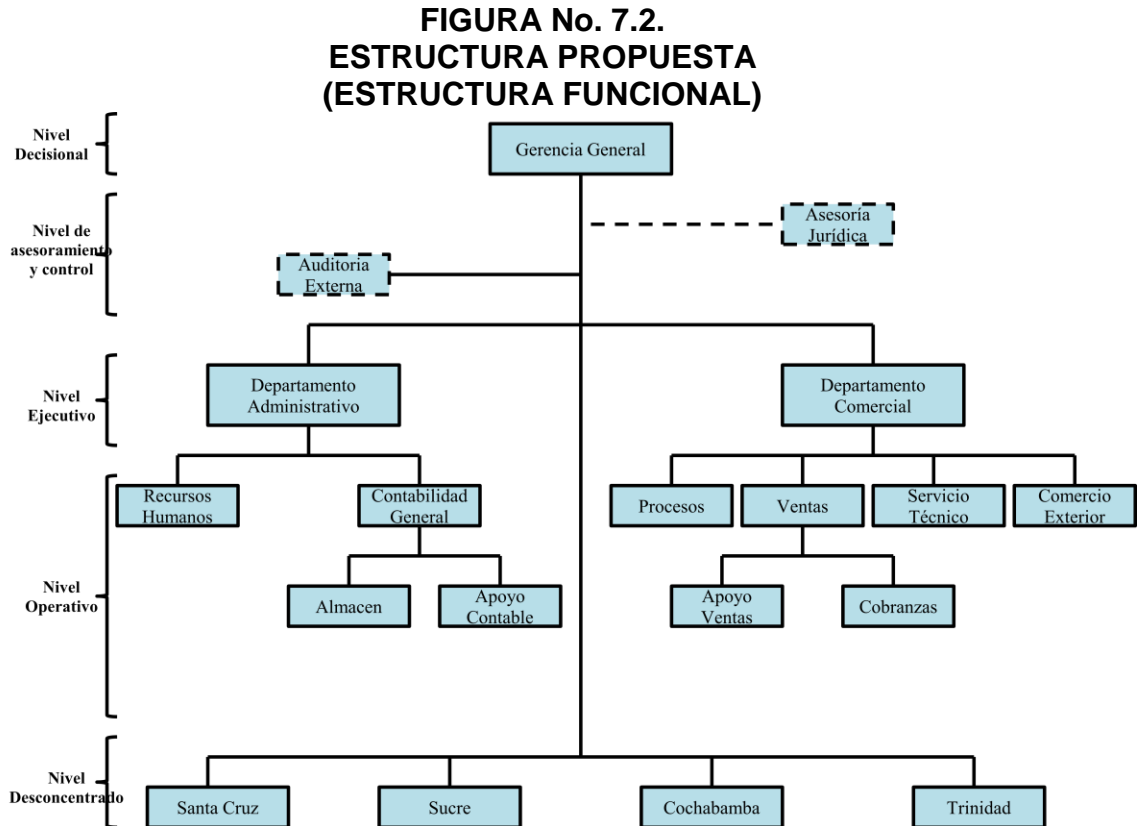 FIGURA No. 7.2.
ESTRUCTURA PROPUESTA
(ESTRUCTURA FUNCIONAL)
Nivel
Decisional
Gerencia General
Nivel de
asesoramiento
y control
Asesoría
Jurídica
Auditoria
Externa
Nivel
Ejecutivo
Departamento
Administrativo
Departamento
Comercial
Nivel
Operativo
Recursos
Humanos
Contabilidad
General
Procesos
Ventas
Servicio
Técnico
Comercio
Exterior
Almacen
Apoyo
Contable
Apoyo
Ventas
Cobranzas
Nivel
Desconcentrado
Santa Cruz
Sucre
Cochabamba
Trinidad